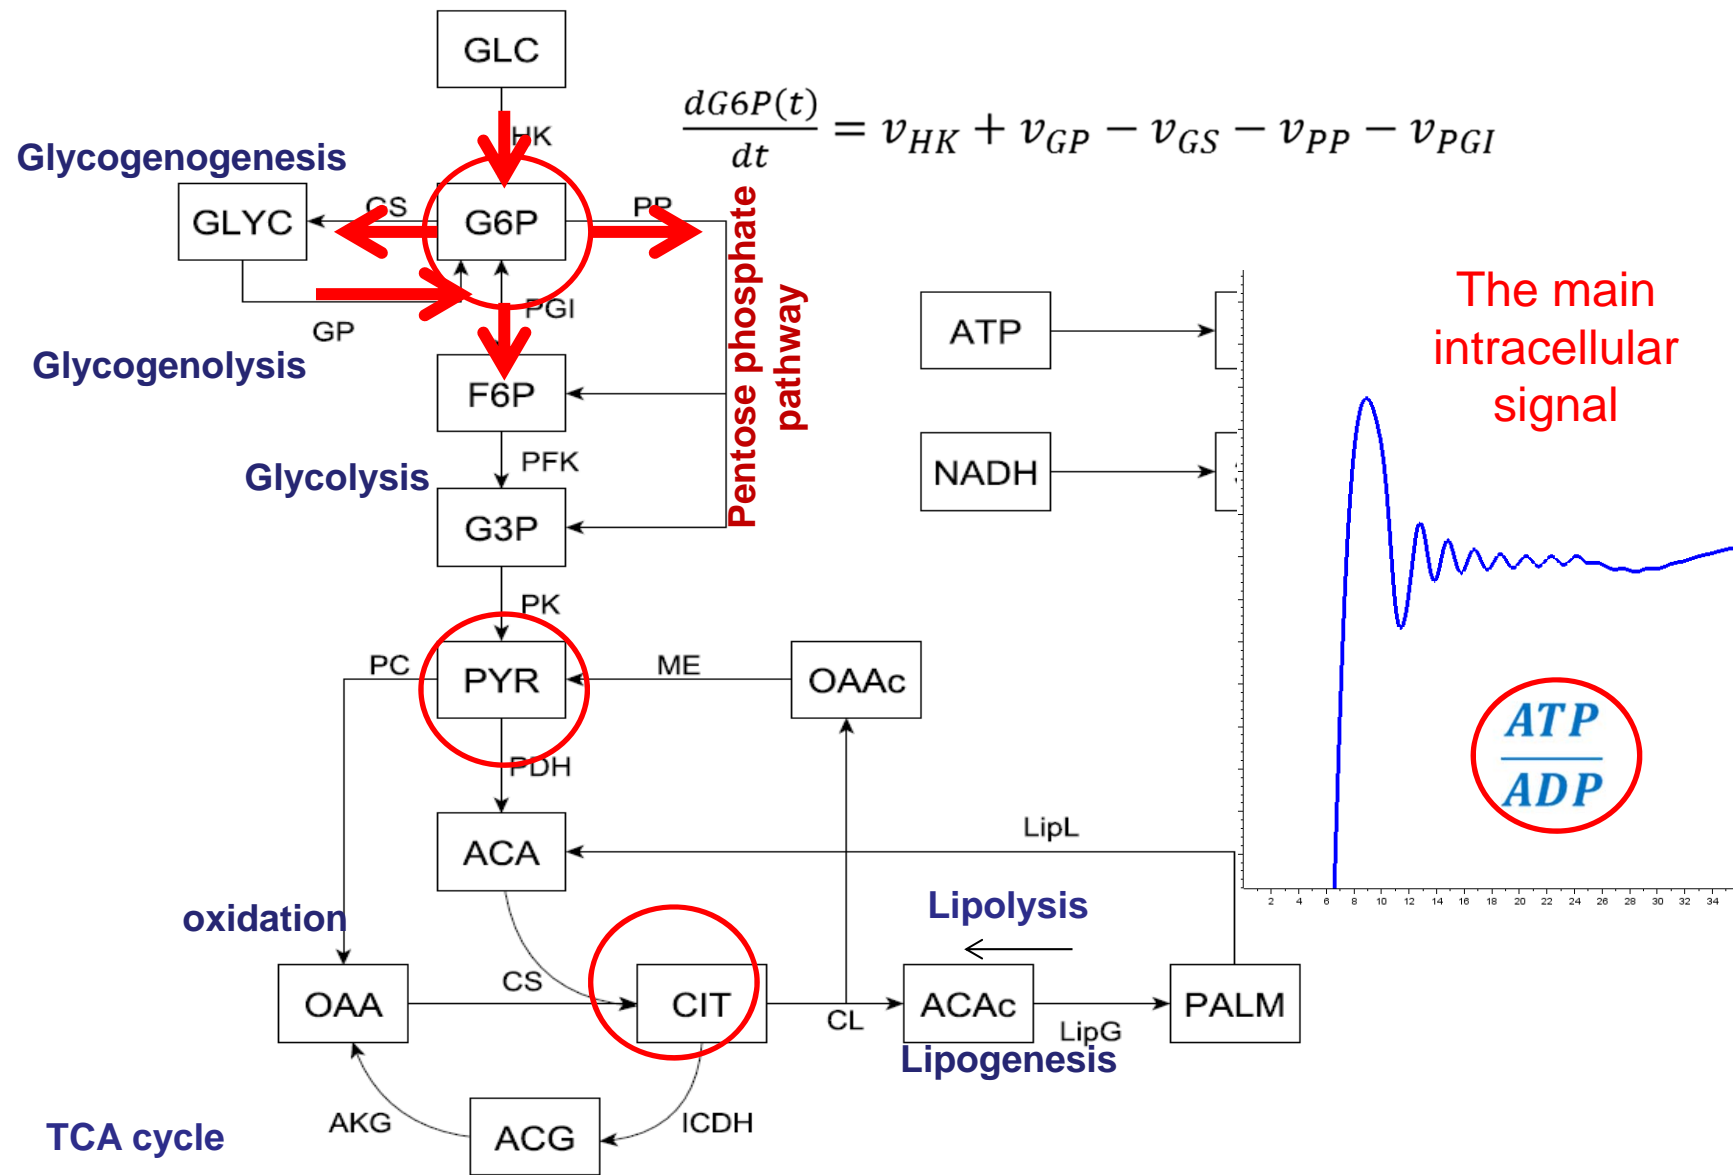 GLC
HK
dG6P(t)/dt = v_HK + v_GP − v_GS − v_PP − v_PGI
Glycogenogenesis
GLYC
GS
G6P
PP
Pentose phosphate
pathway
GP
PGI
Glycogenolysis
F6P
ATP
NADH
The main
intracellular
signal
PFK
Glycolysis
G3P
PK
PC
PYR
ME
OAAc
PDH
ATP
ADP
ACA
LipL
2 4 6 8 10 12 14 16 18 20 22 24 26 28 30 32 34
oxidation
Lipolysis
OAA
CS
CIT
CL
ACAc
LipG
PALM
Lipogenesis
TCA cycle
AKG
ACG
ICDH